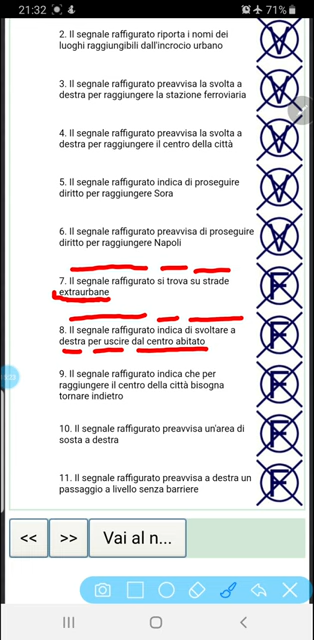 21:32
71%
2. Il segnale raffigurato riporta i nomi dei
luoghi raggiungibili dall'incrocio urbano
V
3. Il segnale raffigurato preavvisa la svolta a
destra per raggiungere la stazione ferroviaria
V
4. Il segnale raffigurato preavvisa la svolta a
destra per raggiungere il centro della città
V
5. Il segnale raffigurato indica di proseguire
diritto per raggiungere Sora
V
6. Il segnale raffigurato preavvisa di proseguire
diritto per raggiungere Napoli
V
7. Il segnale raffigurato si trova su strade
extraurbane
F
8. Il segnale raffigurato indica di svoltare a
destra per uscire dal centro abitato
F
9. Il segnale raffigurato indica che per
raggiungere il centro della città bisogna
tornare indietro
F
10. Il segnale raffigurato preavvisa un'area di
sosta a destra
F
11. Il segnale raffigurato preavvisa a destra un
passaggio a livello senza barriere
F
<< >> Vai al n...